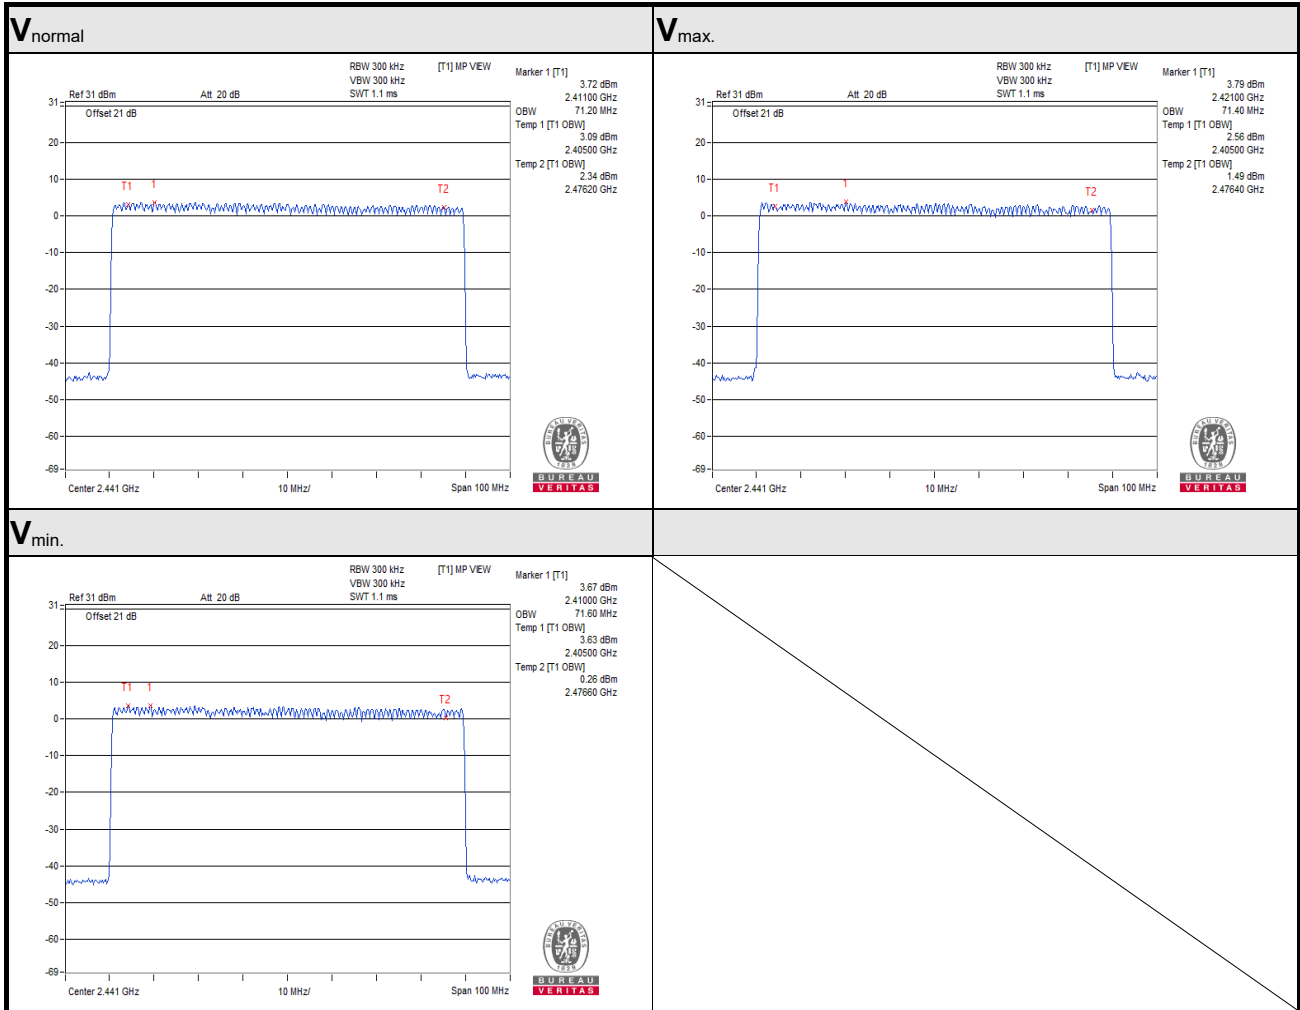 Vnormal
Vmax.
RBW 300 kHz [T1] MP VIEW
VBW 300 kHz
SWT 1.1 ms
Ref 31 dBm Att 20 dB
Offset 21 dB
Marker 1 [T1]
3.72 dBm
2.41100 GHz
OBW 71.20 MHz
Temp 1 [T1 OBW]
3.09 dBm
2.40500 GHz
Temp 2 [T1 OBW]
2.34 dBm
2.47620 GHz
31
20
10
0
-10
-20
-30
-40
-50
-60
-69
T1 1 T2
Center 2.441 GHz 10 MHz/ Span 100 MHz
BUREAU VERITAS
1828
BUREAU
VERITAS
RBW 300 kHz [T1] MP VIEW
VBW 300 kHz
SWT 1.1 ms
Ref 31 dBm Att 20 dB
Offset 21 dB
Marker 1 [T1]
3.79 dBm
2.42100 GHz
OBW 71.40 MHz
Temp 1 [T1 OBW]
2.56 dBm
2.40500 GHz
Temp 2 [T1 OBW]
1.49 dBm
2.47640 GHz
31
20
10
0
-10
-20
-30
-40
-50
-60
-69
T1 1 T2
Center 2.441 GHz 10 MHz/ Span 100 MHz
BUREAU VERITAS
1828
BUREAU
VERITAS
Vmin.
RBW 300 kHz [T1] MP VIEW
VBW 300 kHz
SWT 1.1 ms
Ref 31 dBm Att 20 dB
Offset 21 dB
Marker 1 [T1]
3.67 dBm
2.41000 GHz
OBW 71.60 MHz
Temp 1 [T1 OBW]
3.63 dBm
2.40500 GHz
Temp 2 [T1 OBW]
0.26 dBm
2.47660 GHz
31
20
10
0
-10
-20
-30
-40
-50
-60
-69
T1 1 T2
Center 2.441 GHz 10 MHz/ Span 100 MHz
BUREAU VERITAS
1828
BUREAU
VERITAS